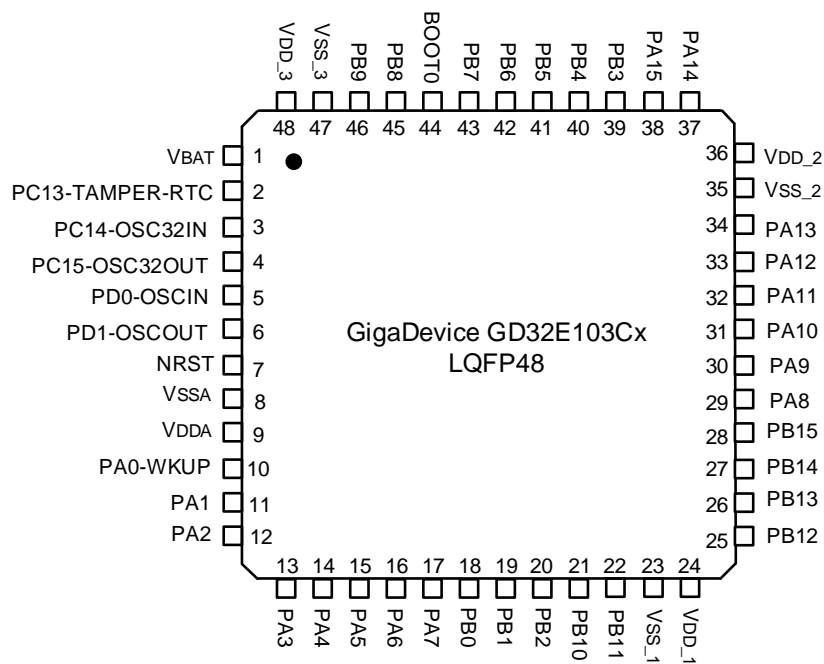 VDD_3
VSS_3
PB9
PB8
BOOT0
PB7
PB6
PB5
PB4
PB3
PA15
PA14
48 47 46 45 44 43 42 41 40 39 38 37
VBAT 1
PC13-TAMPER-RTC 2
PC14-OSC32IN 3
PC15-OSC32OUT 4
PD0-OSCIN 5
PD1-OSCOUT 6
NRST 7
VSSA 8
VDDA 9
PA0-WKUP 10
PA1 11
PA2 12
GigaDevice GD32E103Cx
LQFP48
36 VDD_2
35 VSS_2
34 PA13
33 PA12
32 PA11
31 PA10
30 PA9
29 PA8
28 PB15
27 PB14
26 PB13
25 PB12
13 14 15 16 17 18 19 20 21 22 23 24
PA3
PA4
PA5
PA6
PA7
PB0
PB1
PB2
PB10
PB11
VSS_1
VDD_1